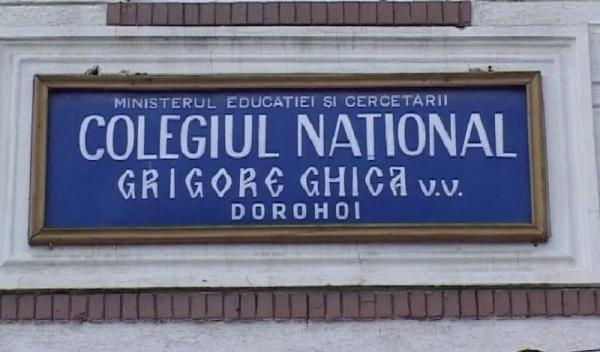 MINISTERUL EDUCAȚIEI ȘI CERCETĂRII
COLEGIUL NAȚIONAL
GRIGORE GHICA V.V.
DOROHOI